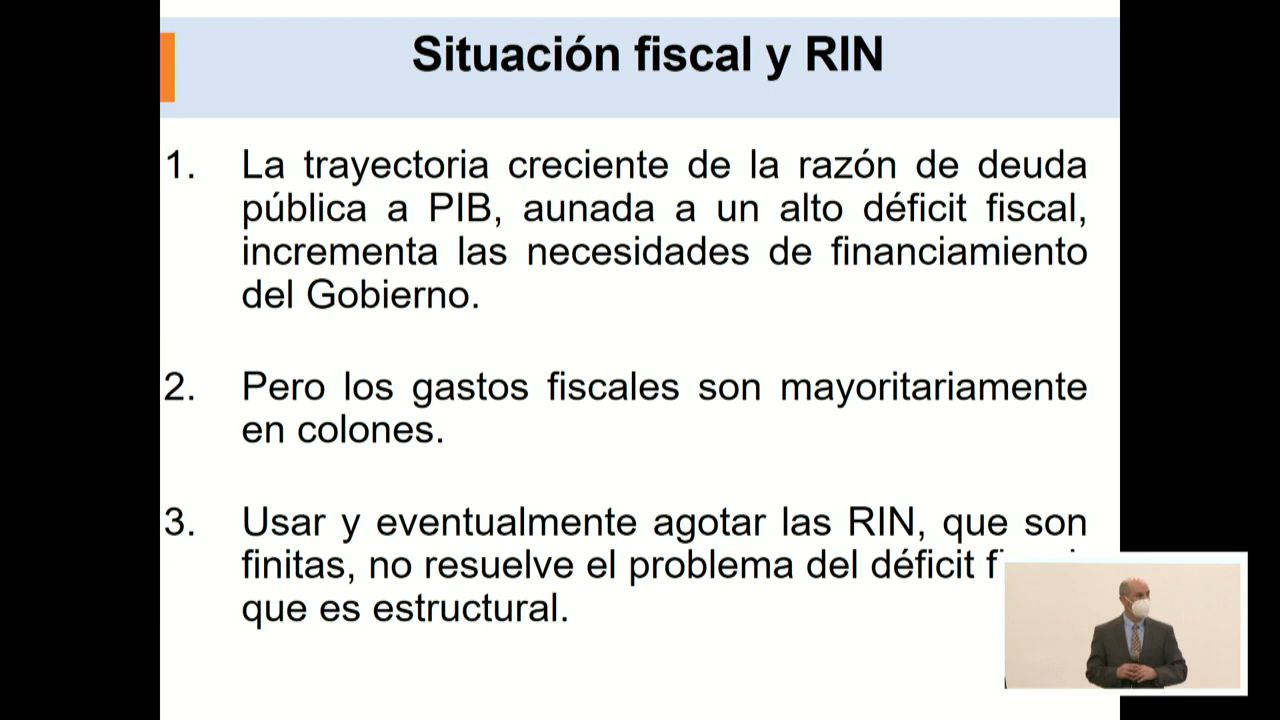 Situación fiscal y RIN
1. La trayectoria creciente de la razón de deuda
pública a PIB, aunada a un alto déficit fiscal,
incrementa las necesidades de financiamiento
del Gobierno.
2. Pero los gastos fiscales son mayoritariamente
en colones.
3. Usar y eventualmente agotar las RIN, que son
finitas, no resuelve el problema del déficit
que es estructural.